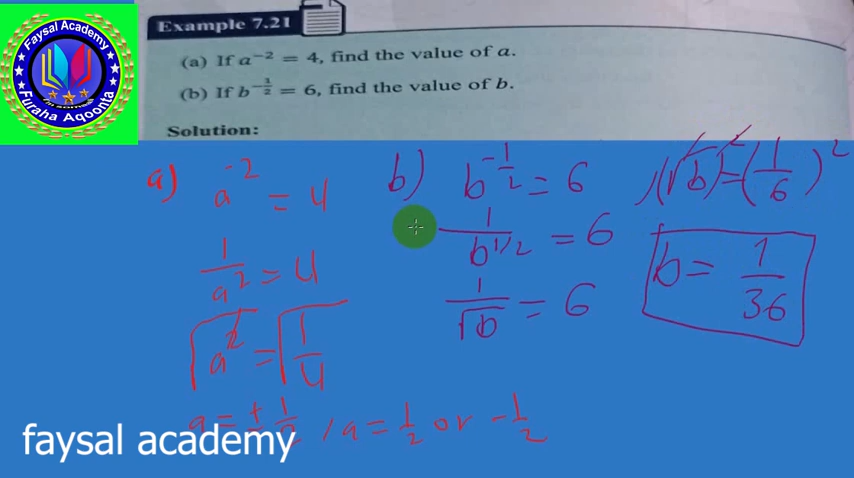 Faysal Academy
Furaha Aqoonta
Example 7.21
(a) If a⁻² = 4, find the value of a.
(b) If b^(-1/2) = 6, find the value of b.
Solution:
a) a⁻² = 4
1/a² = 4
√a² = √(1/4)
a = ± 1/2 / a = 1/2 or -1/2
b) b^(-1/2) = 6
1/b^(1/2) = 6
1/√b = 6
(√b)² = (1/6)²
b = 1/36
faysal academy